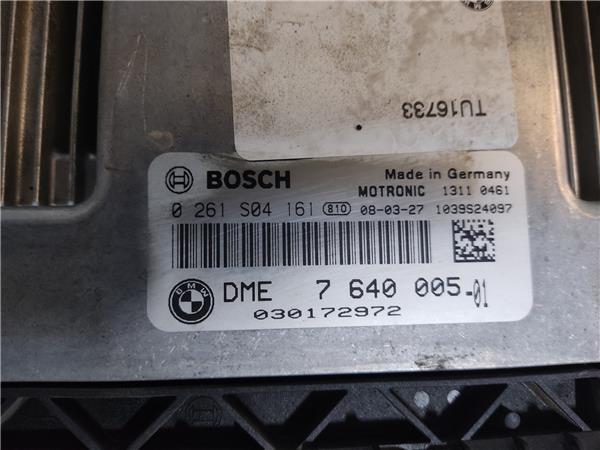 TU16733
BOSCH
Made in Germany
MOTRONIC 1311 0461
0 261 S04 161 810 08-03-27 1039S24097
BMW DME 7 640 005-01
030172972